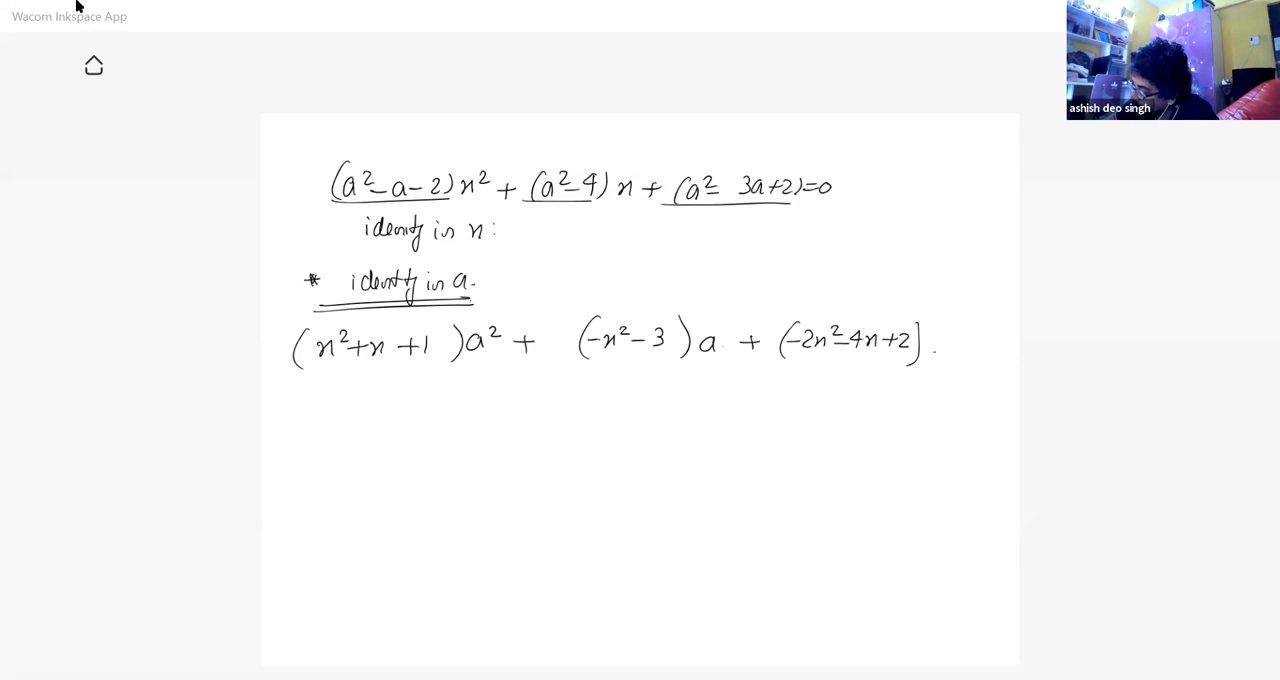 Wacom Inkspace App
ashish deo singh
(a²-a-2)x²+(a²-4)x+(a²- 3a+2)=0
identity in x:
* identity in a.
(x²+x+1)a²+ (-x²-3)a + (-2x²-4x+2].